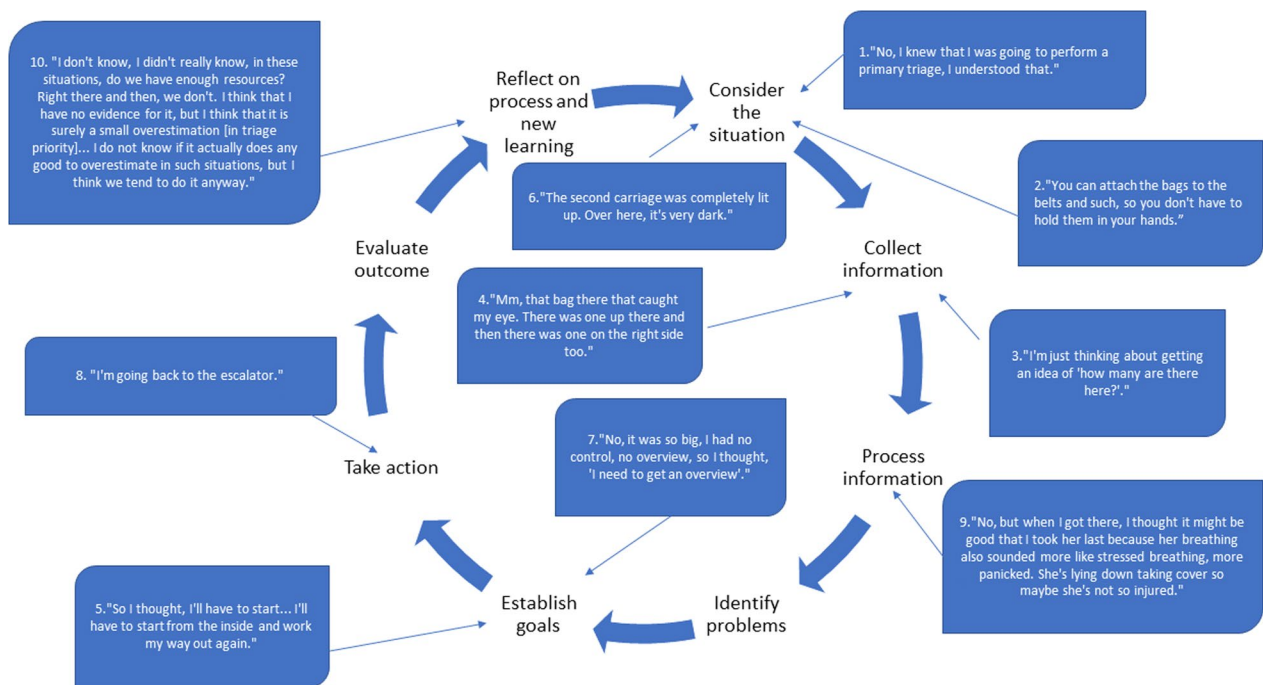 10. "I don't know, I didn't really know, in these
situations, do we have enough resources?
Right there and then, we don't. I think that I
have no evidence for it, but I think that it is
surely a small overestimation [in triage
priority]... I do not know if it actually does any
good to overestimate in such situations, but I
think we tend to do it anyway."
Reflect on
process and
new
learning
Consider
the
situation
1."No, I knew that I was going to perform a
primary triage, I understood that."
6."The second carriage was completely lit
up. Over here, it's very dark."
2."You can attach the bags to the
belts and such, so you don't have to
hold them in your hands.”
Evaluate
outcome
Collect
information
4."Mm, that bag there that caught
my eye. There was one up there and
then there was one on the right side
too."
3."I'm just thinking about getting
an idea of 'how many are there
here?'."
8. "I'm going back to the escalator."
7."No, it was so big, I had no
control, no overview, so I thought,
'I need to get an overview'."
Take action
Process
information
9."No, but when I got there, I thought it might be
good that I took her last because her breathing
also sounded more like stressed breathing, more
panicked. She's lying down taking cover so
maybe she's not so injured."
5."So I thought, I'll have to start... I'll
have to start from the inside and work
my way out again."
Establish
goals
Identify
problems